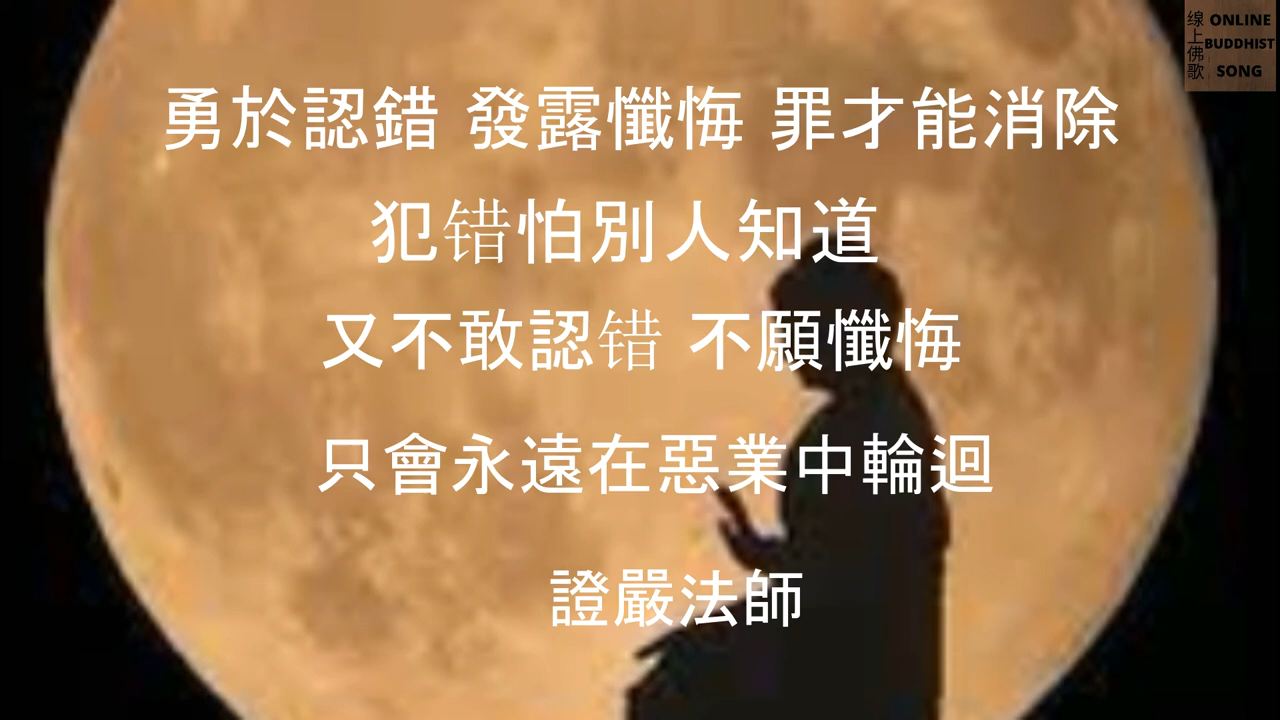 勇於認錯 發露懺悔 罪才能消除
犯错怕別人知道
又不敢認错 不願懺悔
只會永遠在惡業中輪迴
證嚴法師
线上佛歌
ONLINE
BUDDHIST
SONG